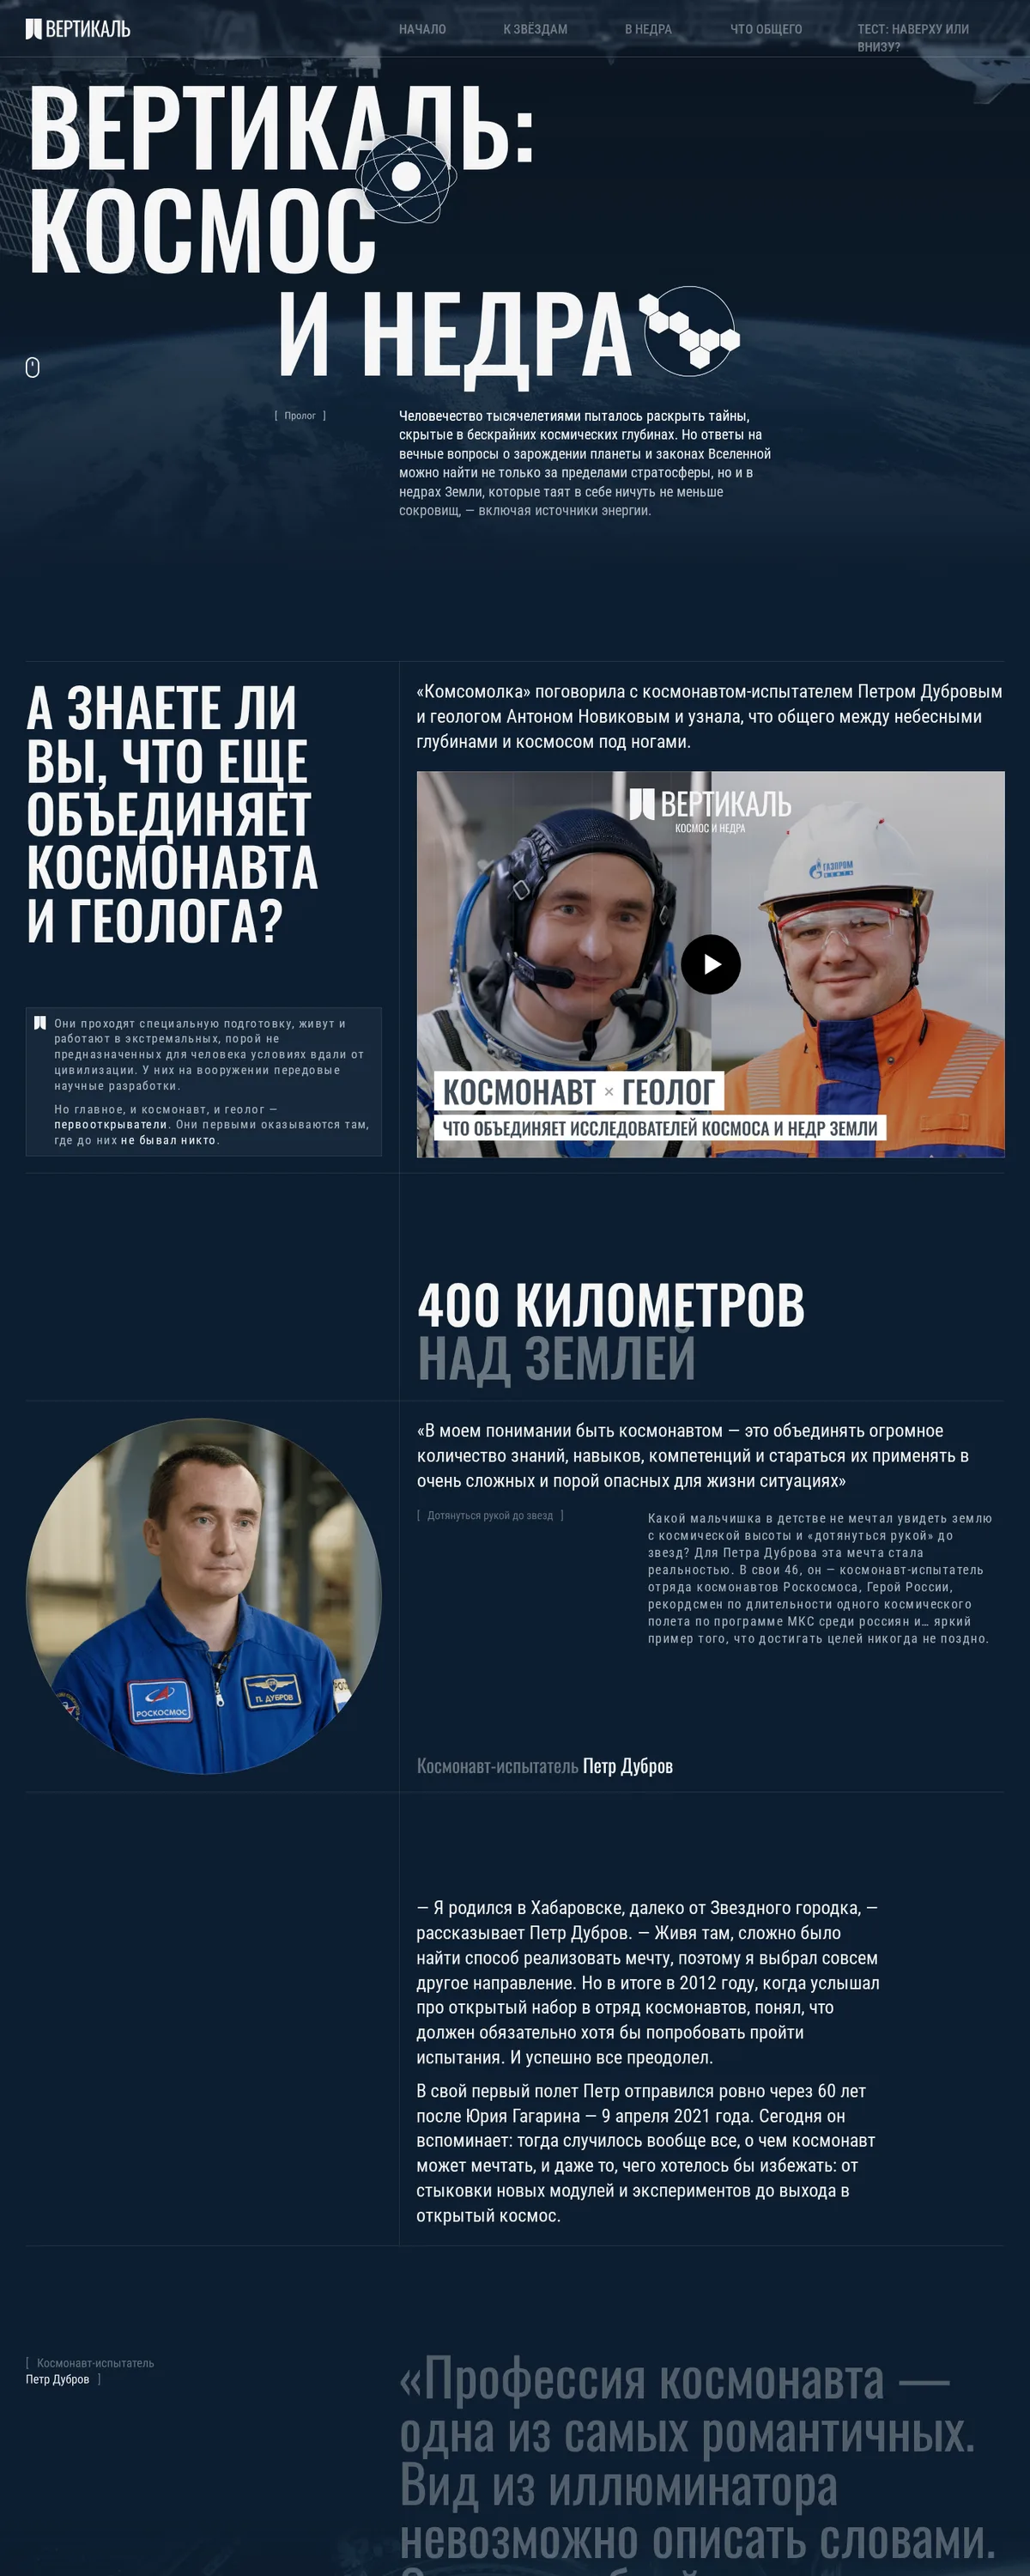 ВЕРТИКАЛЬ
НАЧАЛО
К ЗВЁЗДАМ
В НЕДРА
ЧТО ОБЩЕГО
ТЕСТ: НАВЕРХУ ИЛИ
ВНИЗУ?
ВЕРТИКАЛЬ:
КОСМОС
И НЕДРА
[ Пролог ]
Человечество тысячелетиями пыталось раскрыть тайны,
скрытые в бескрайних космических глубинах. Но ответы на
вечные вопросы о зарождении планеты и законах Вселенной
можно найти не только за пределами стратосферы, но и в
недрах Земли, которые таят в себе ничуть не меньше
сокровищ, — включая источники энергии.
А ЗНАЕТЕ ЛИ
ВЫ, ЧТО ЕЩЕ
ОБЪЕДИНЯЕТ
КОСМОНАВТА
И ГЕОЛОГА?
Они проходят специальную подготовку, живут и
работают в экстремальных, порой не
предназначенных для человека условиях вдали от
цивилизации. У них на вооружении передовые
научные разработки.
Но главное, и космонавт, и геолог —
первооткрыватели. Они первыми оказываются там,
где до них не бывал никто.
«Комсомолка» поговорила с космонавтом-испытателем Петром Дубровым
и геологом Антоном Новиковым и узнала, что общего между небесными
глубинами и космосом под ногами.
ВЕРТИКАЛЬ
КОСМОС И НЕДРА
ГАЗПРОМ
КОСМОНАВТ × ГЕОЛОГ
ЧТО ОБЪЕДИНЯЕТ ИССЛЕДОВАТЕЛЕЙ КОСМОСА И НЕДР ЗЕМЛИ
400 КИЛОМЕТРОВ
НАД ЗЕМЛЕЙ
РОСКОСМОС
П. ДУБРОВ
«В моем понимании быть космонавтом — это объединять огромное
количество знаний, навыков, компетенций и стараться их применять в
очень сложных и порой опасных для жизни ситуациях»
[ Дотянуться рукой до звезд ]
Какой мальчишка в детстве не мечтал увидеть землю
с космической высоты и «дотянуться рукой» до
звезд? Для Петра Дуброва эта мечта стала
реальностью. В свои 46, он — космонавт-испытатель
отряда космонавтов Роскосмоса, Герой России,
рекордсмен по длительности одного космического
полета по программе МКС среди россиян и… яркий
пример того, что достигать целей никогда не поздно.
Космонавт-испытатель Петр Дубров
— Я родился в Хабаровске, далеко от Звездного городка, —
рассказывает Петр Дубров. — Живя там, сложно было
найти способ реализовать мечту, поэтому я выбрал совсем
другое направление. Но в итоге в 2012 году, когда услышал
про открытый набор в отряд космонавтов, понял, что
должен обязательно хотя бы попробовать пройти
испытания. И успешно все преодолел.
В свой первый полет Петр отправился ровно через 60 лет
после Юрия Гагарина — 9 апреля 2021 года. Сегодня он
вспоминает: тогда случилось вообще все, о чем космонавт
может мечтать, и даже то, чего хотелось бы избежать: от
стыковки новых модулей и экспериментов до выхода в
открытый космос.
[ Космонавт-испытатель
Петр Дубров ]
«Профессия космонавта —
одна из самых романтичных.
Вид из иллюминатора
невозможно описать словами.